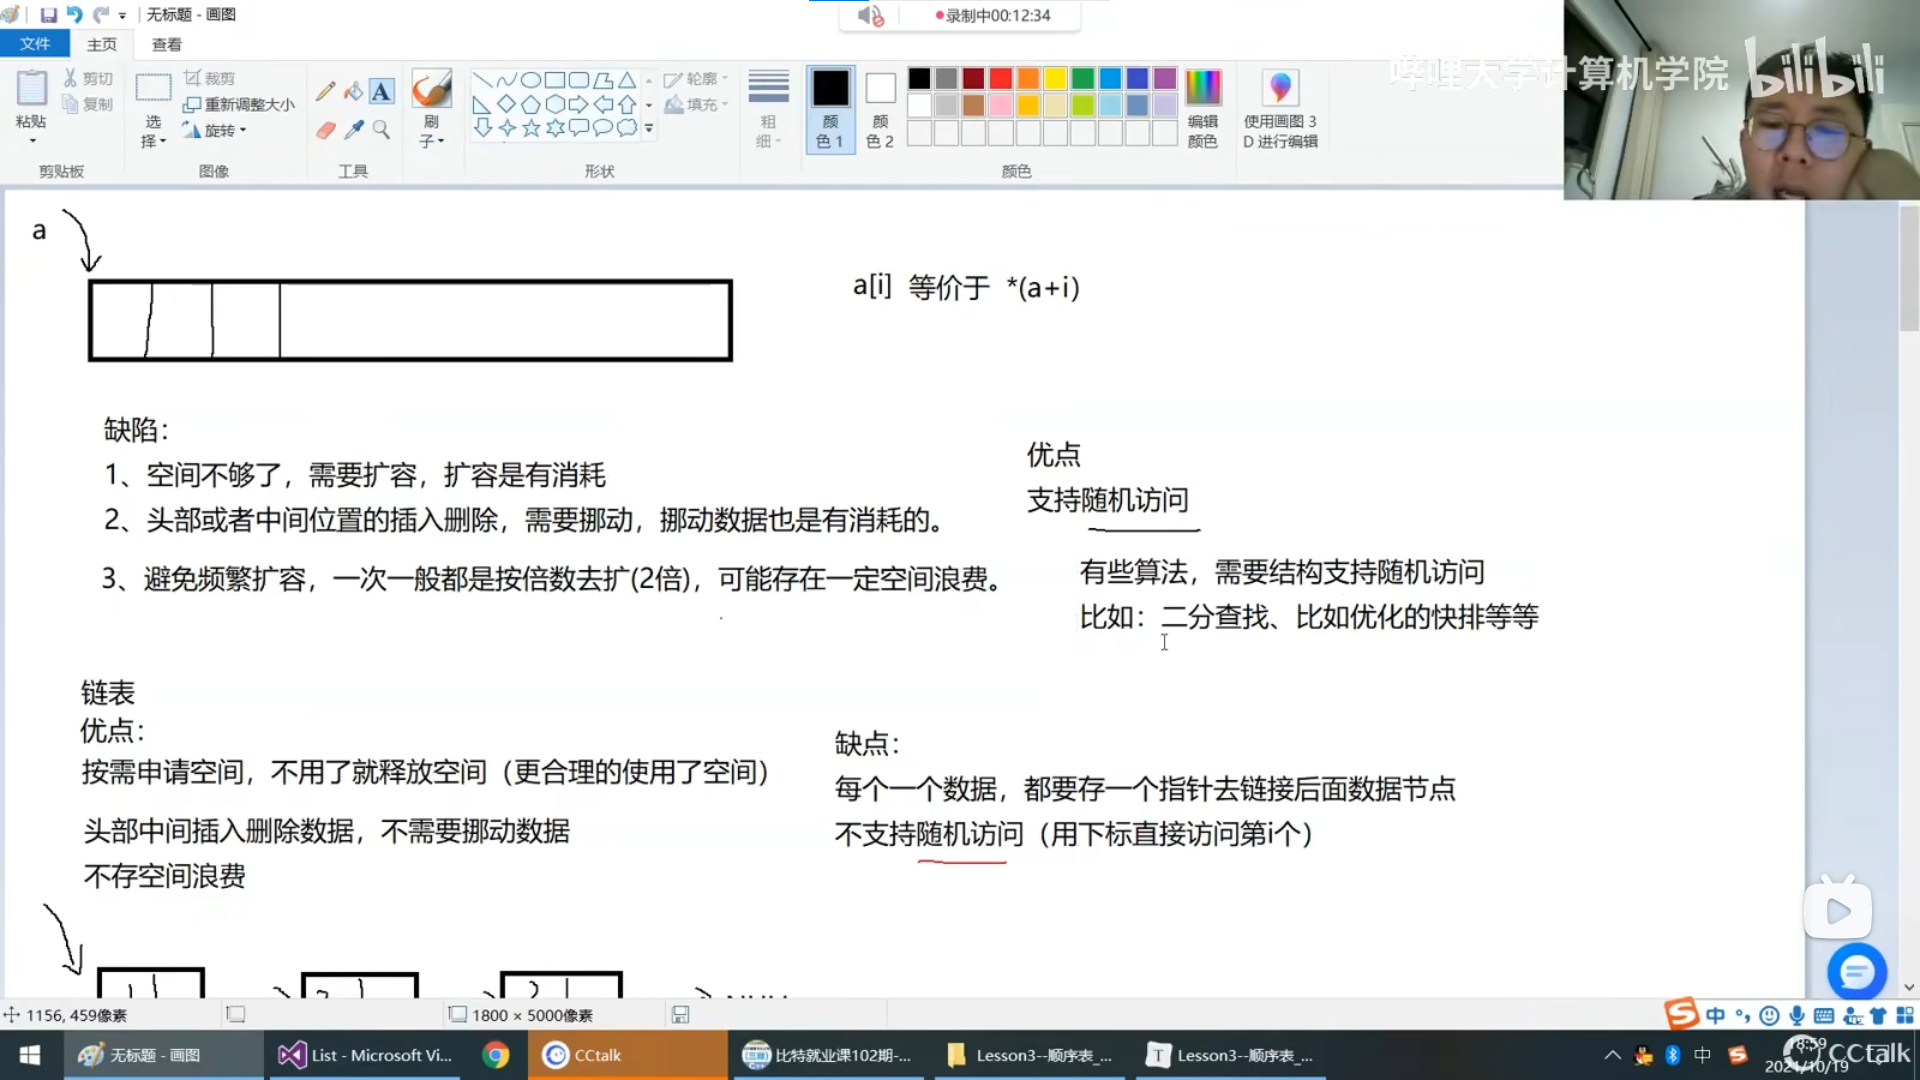 无标题 - 画图
录制中00:12:34
文件 主页 查看
粘贴
剪切
复制
剪贴板
选择
裁剪
重新调整大小
旋转
图像
A
工具
刷子
形状
轮廓
填充
粗细
颜色 1
颜色 2
颜色
编辑颜色
使用画图 3D 进行编辑
哔哩大学计算机学院 bilibili
a
a[i] 等价于 *(a+i)
缺陷：
1、空间不够了，需要扩容，扩容是有消耗
2、头部或者中间位置的插入删除，需要挪动，挪动数据也是有消耗的。
3、避免频繁扩容，一次一般都是按倍数去扩(2倍)，可能存在一定空间浪费。
优点
支持随机访问
有些算法，需要结构支持随机访问
比如：二分查找、比如优化的快排等等
链表
优点：
按需申请空间，不用了就释放空间（更合理的使用了空间）
头部中间插入删除数据，不需要挪动数据
不存空间浪费
缺点：
每个一个数据，都要存一个指针去链接后面数据节点
不支持随机访问（用下标直接访问第i个）
1156, 459像素
1800 × 5000像素
中
无标题 - 画图
List - Microsoft Vi...
CCtalk
比特就业课102期-...
Lesson3--顺序表_...
Lesson3--顺序表_...
中
18:59
2021/10/19
CCtalk